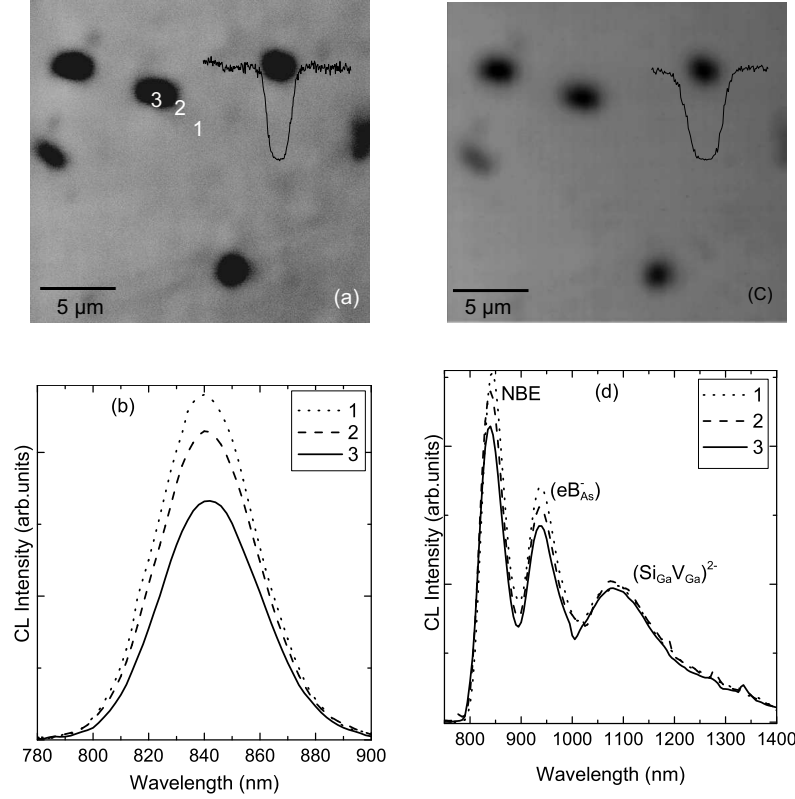 3
2
1
5 μm
(a)
5 μm
(C)
(b)
1
2
3
CL Intensity (arb.units)
780 800 820 840 860 880 900
Wavelength (nm)
NBE
(d)
1
2
3
(eB⁻As)
(SiGaVGa)²⁻
CL Intensity (arb.units)
800 900 1000 1100 1200 1300 1400
Wavelength (nm)